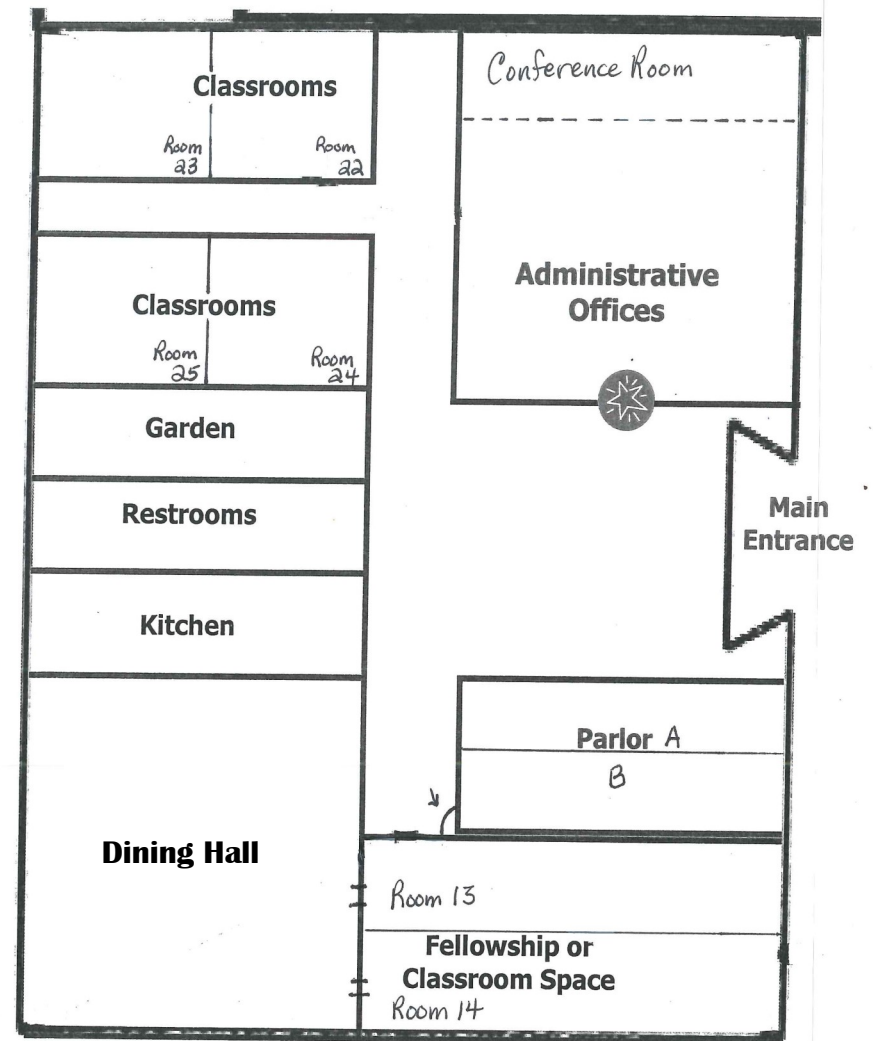 Conference Room
Classrooms
Room
23
Room
22
Administrative
Offices
Classrooms
Room
25
Room
24
Garden
Restrooms
Main
Entrance
Kitchen
Parlor A
B
Dining Hall
Room 13
Fellowship or
Classroom Space
Room 14